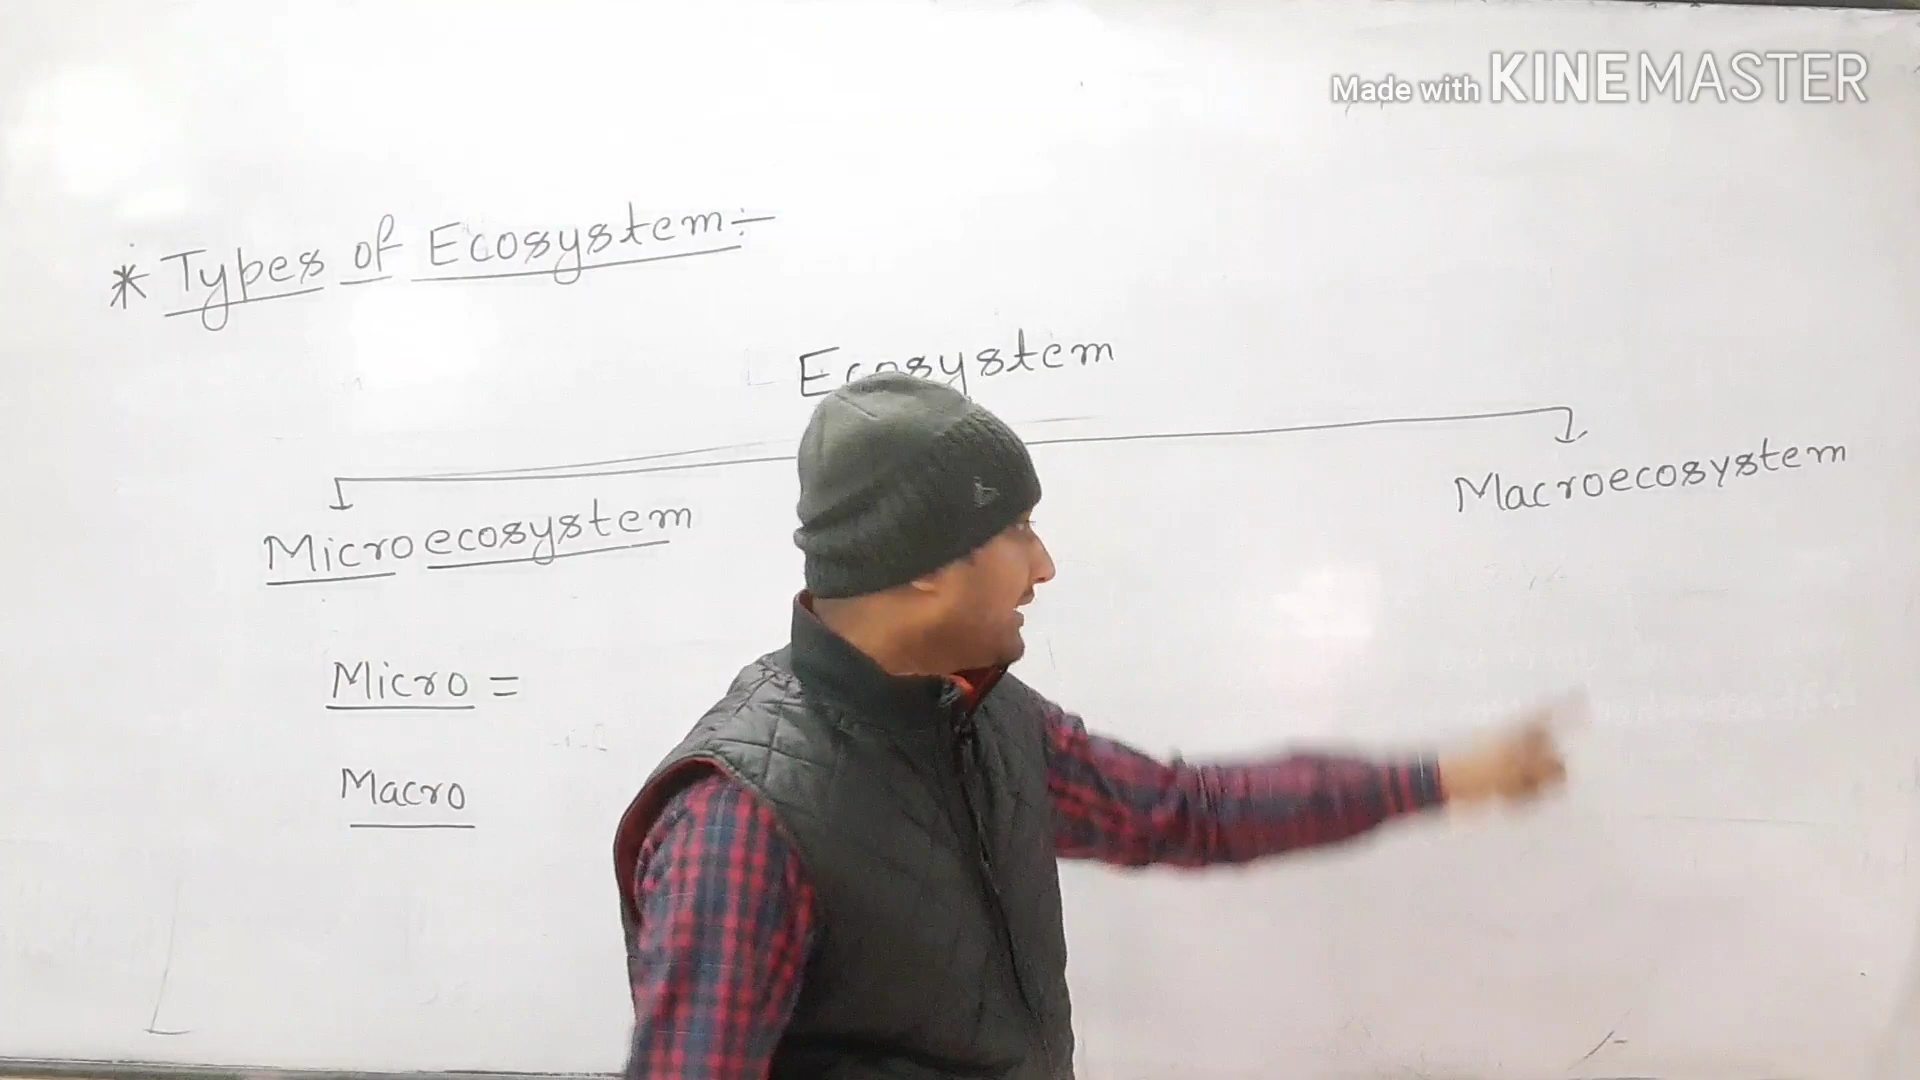 Made with KINEMASTER
* Types of Ecosystem:-
Ecosystem
Microecosystem
Macroecosystem
Micro =
Macro